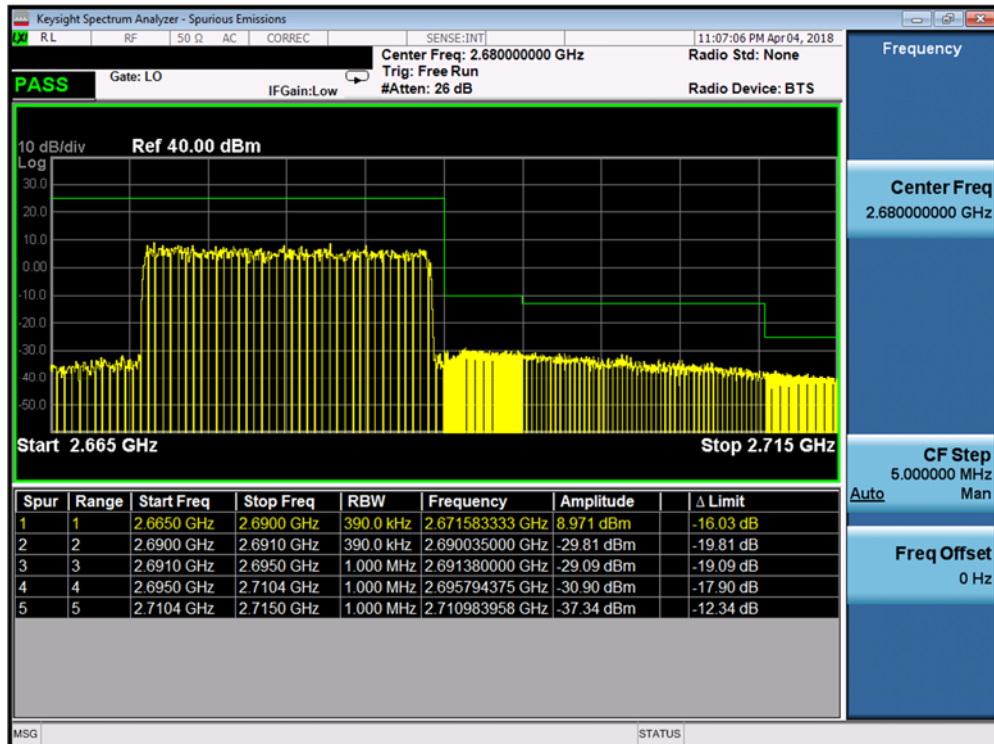 Keysight Spectrum Analyzer - Spurious Emissions
LXI RL RF 50 Ω AC CORREC SENSE:INT 11:07:06 PM Apr 04, 2018
Center Freq: 2.680000000 GHz Radio Std: None
PASS Gate: LO Trig: Free Run
IFGain:Low #Atten: 26 dB Radio Device: BTS
10 dB/div Ref 40.00 dBm
Log
30.0
20.0
10.0
0.00
-10.0
-20.0
-30.0
-40.0
-50.0
Start 2.665 GHz Stop 2.715 GHz
Spur Range Start Freq Stop Freq RBW Frequency Amplitude Δ Limit
1 1 2.6650 GHz 2.6900 GHz 390.0 kHz 2.671583333 GHz 8.971 dBm -16.03 dB
2 2 2.6900 GHz 2.6910 GHz 390.0 kHz 2.690035000 GHz -29.81 dBm -19.81 dB
3 3 2.6910 GHz 2.6950 GHz 1.000 MHz 2.691380000 GHz -29.09 dBm -19.09 dB
4 4 2.6950 GHz 2.7104 GHz 1.000 MHz 2.695794375 GHz -30.90 dBm -17.90 dB
5 5 2.7104 GHz 2.7150 GHz 1.000 MHz 2.710983958 GHz -37.34 dBm -12.34 dB
MSG STATUS
Frequency
Center Freq
2.680000000 GHz
CF Step
5.000000 MHz
Auto Man
Freq Offset
0 Hz